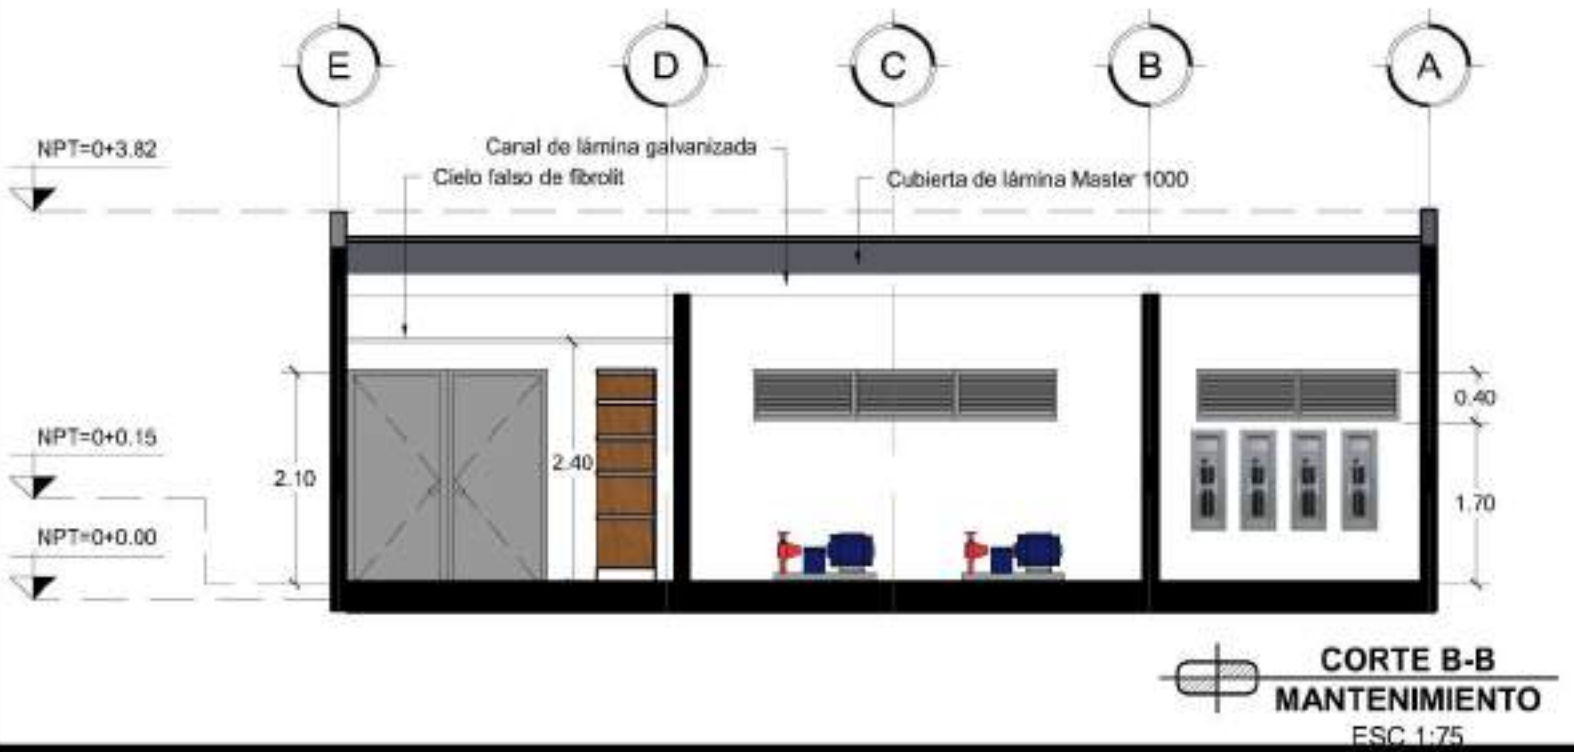 E D C B A
NPT=0+3.82
Canal de lámina galvanizada
Cielo falso de fibrolit
Cubierta de lámina Master 1000
0.40
NPT=0+0.15
2.40
2.10
1.70
NPT=0+0.00
CORTE B-B
MANTENIMIENTO
ESC 1:75